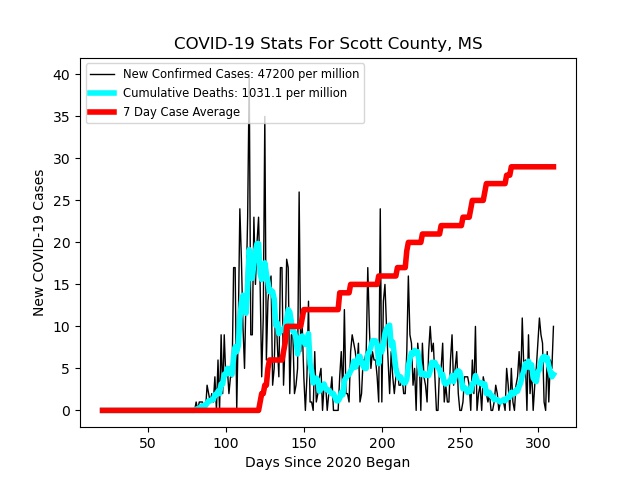 COVID-19 Stats For Scott County, MS
New Confirmed Cases: 47200 per million
Cumulative Deaths: 1031.1 per million
7 Day Case Average
40
35
30
25
20
15
10
5
0
New COVID-19 Cases
50 100 150 200 250 300
Days Since 2020 Began